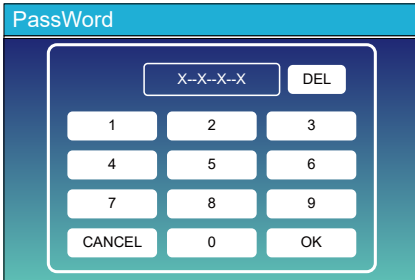 PassWord
X--X--X--X DEL
1 2 3
4 5 6
7 8 9
CANCEL 0 OK